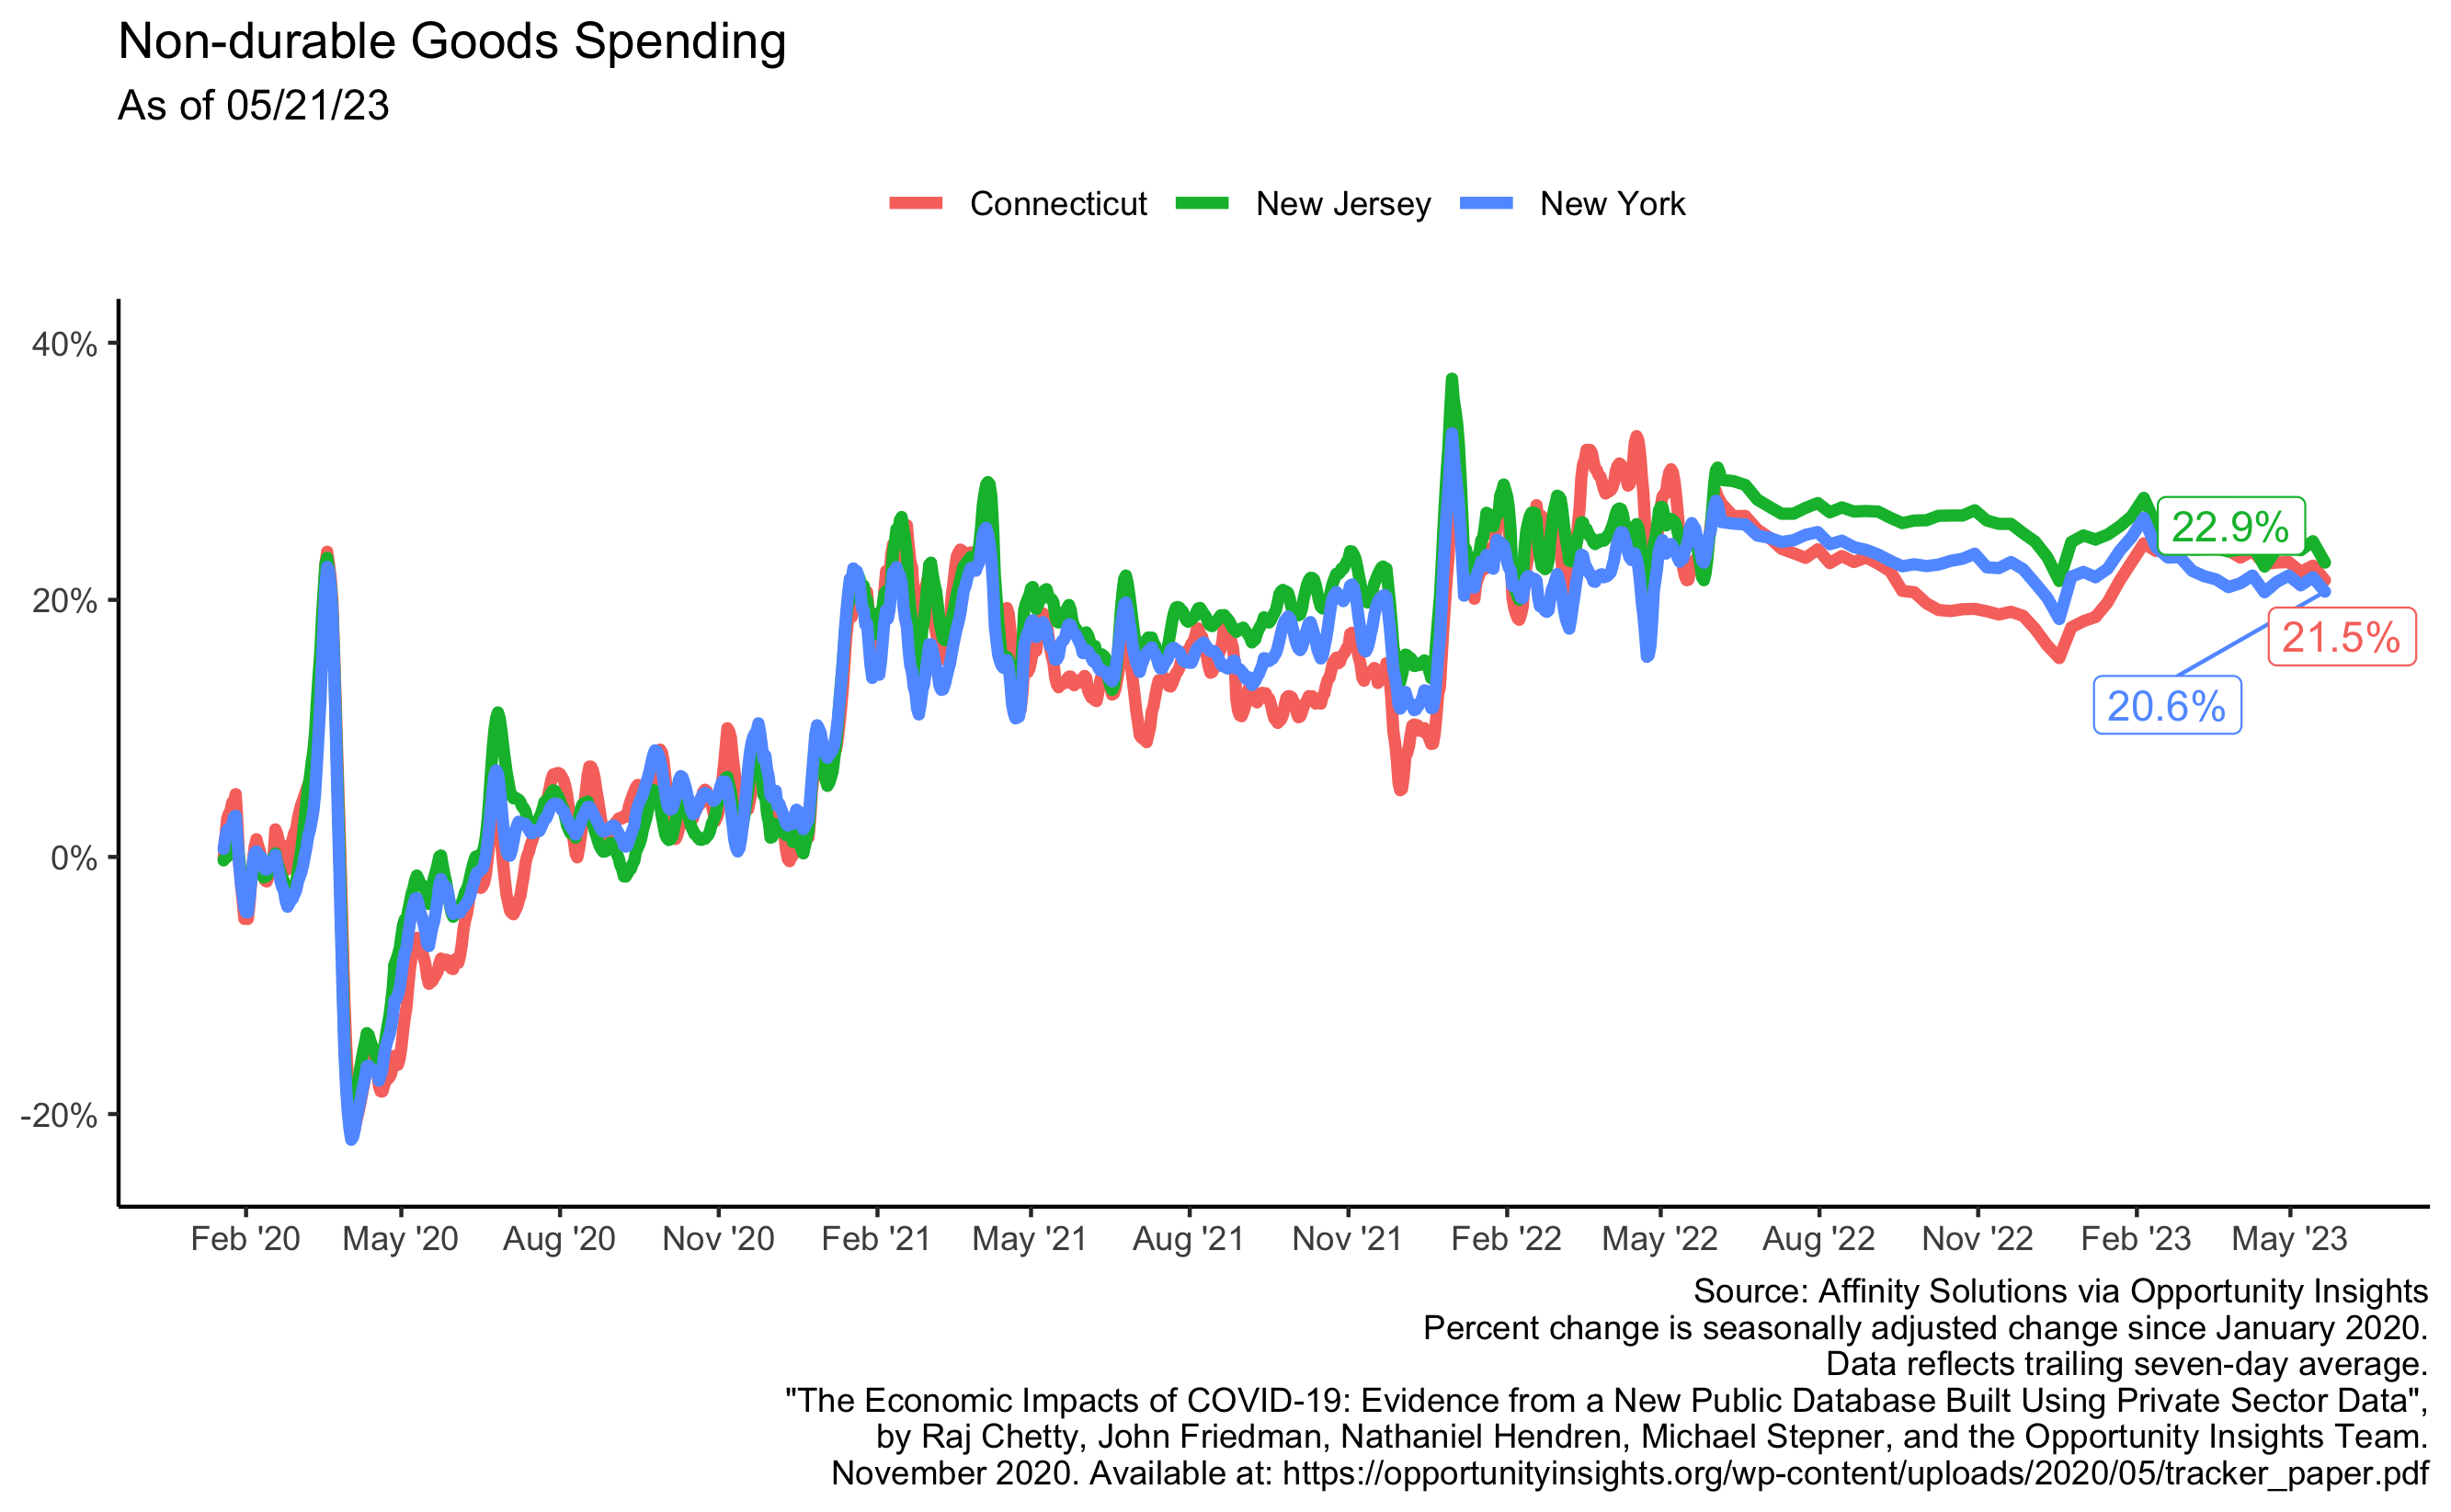 Non-durable Goods Spending
As of 05/21/23
Connecticut New Jersey New York
40%
20%
0%
-20%
22.9%
21.5%
20.6%
Feb '20 May '20 Aug '20 Nov '20 Feb '21 May '21 Aug '21 Nov '21 Feb '22 May '22 Aug '22 Nov '22 Feb '23 May '23
Source: Affinity Solutions via Opportunity Insights
Percent change is seasonally adjusted change since January 2020.
Data reflects trailing seven-day average.
"The Economic Impacts of COVID-19: Evidence from a New Public Database Built Using Private Sector Data",
by Raj Chetty, John Friedman, Nathaniel Hendren, Michael Stepner, and the Opportunity Insights Team.
November 2020. Available at: https://opportunityinsights.org/wp-content/uploads/2020/05/tracker_paper.pdf